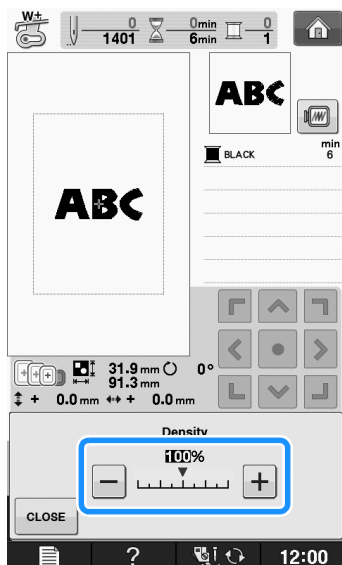 W±
0 0min 0
1401 6min 1
ABC
min
BLACK 6
ABC
31.9 mm 0°
91.3 mm
+ 0.0 mm + 0.0 mm
Density
100%
− +
CLOSE
? 12:00